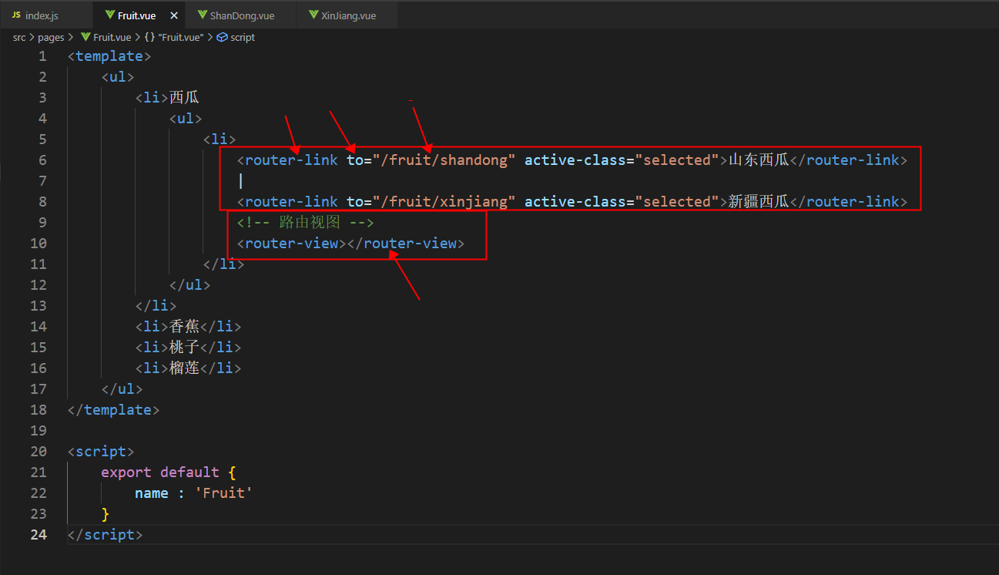 JS index.js Fruit.vue × ShanDong.vue XinJiang.vue
src > pages > Fruit.vue > {} "Fruit.vue" > script
1 <template>
2 <ul>
3 <li>西瓜
4 <ul>
5 <li>
6 <router-link to="/fruit/shandong" active-class="selected">山东西瓜</router-link>
7
8 <router-link to="/fruit/xinjiang" active-class="selected">新疆西瓜</router-link>
9 <!-- 路由视图 -->
10 <router-view></router-view>
11 </li>
12 </ul>
13 </li>
14 <li>香蕉</li>
15 <li>桃子</li>
16 <li>榴莲</li>
17 </ul>
18 </template>
19
20 <script>
21 export default {
22 name : 'Fruit'
23 }
24 </script>